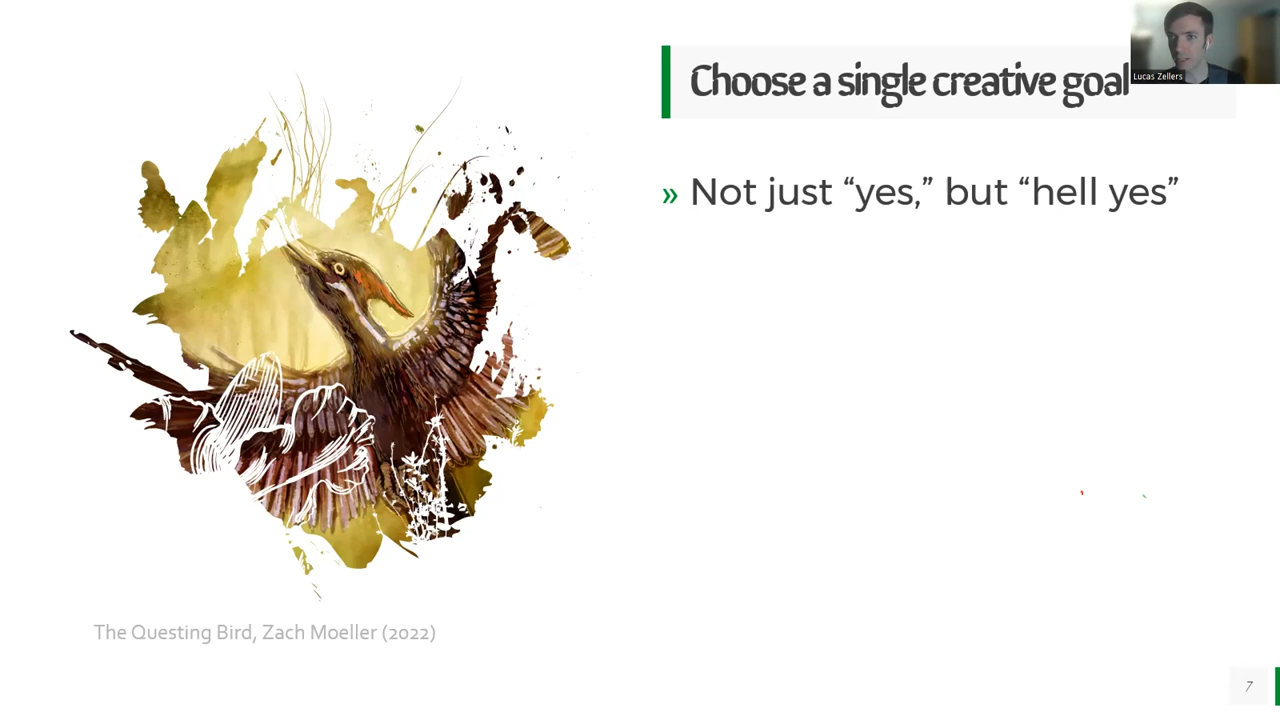 Choose a single creative goal
Lucas Zellers
» Not just “yes,” but “hell yes”
The Questing Bird, Zach Moeller (2022)
7